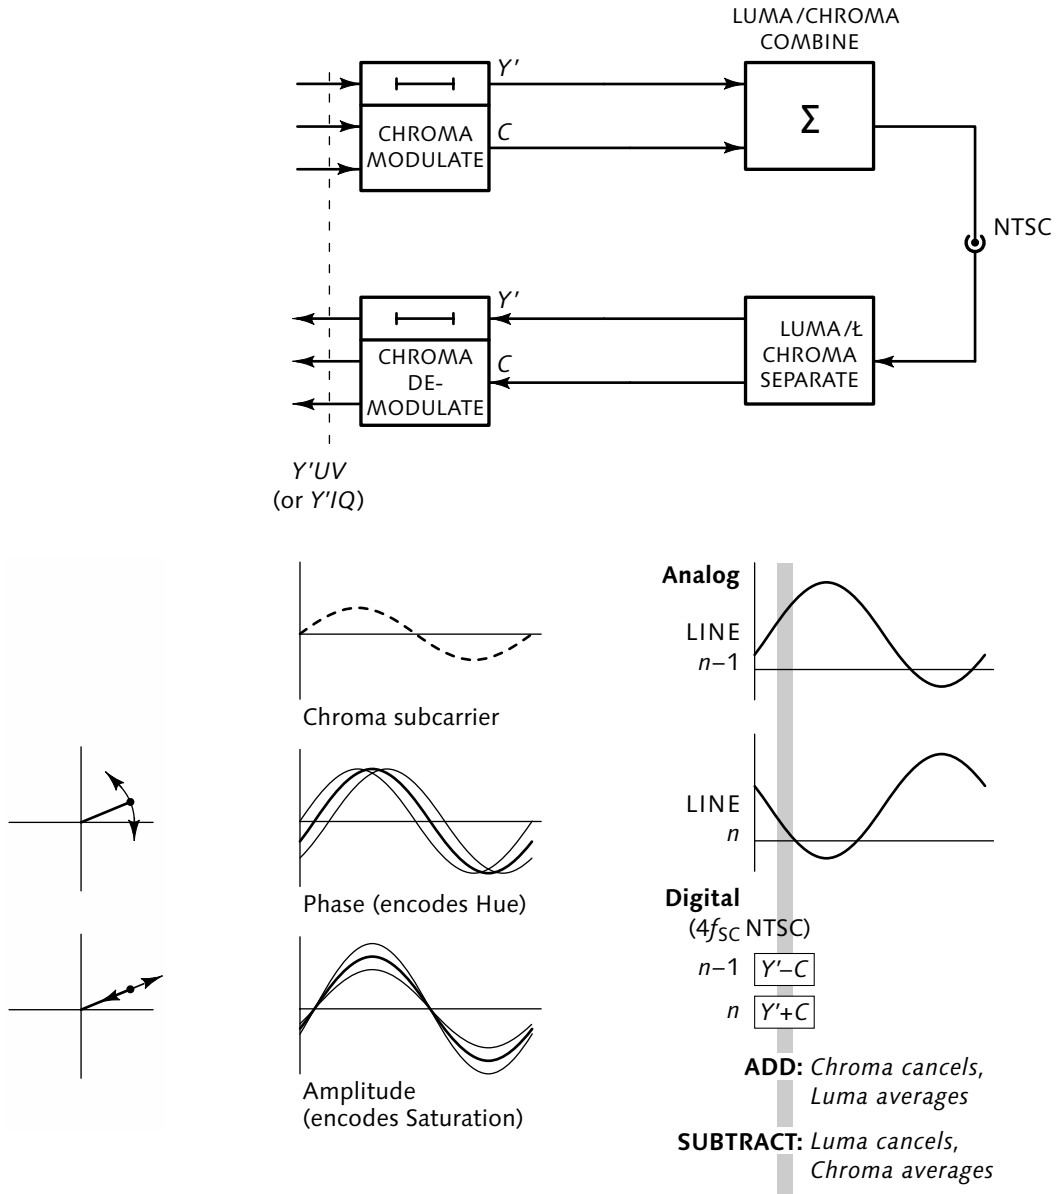 LUMA/CHROMA
COMBINE
Y'
CHROMA
MODULATE
C
Σ
NTSC
Y'
CHROMA
DE-
MODULATE
C
LUMA/Ł
CHROMA
SEPARATE
Y'UV
(or Y'IQ)
Chroma subcarrier
Phase (encodes Hue)
Amplitude
(encodes Saturation)
Analog
LINE
n–1
LINE
n
Digital
(4fSC NTSC)
n–1 Y'–C
n Y'+C
ADD: Chroma cancels,
Luma averages
SUBTRACT: Luma cancels,
Chroma averages